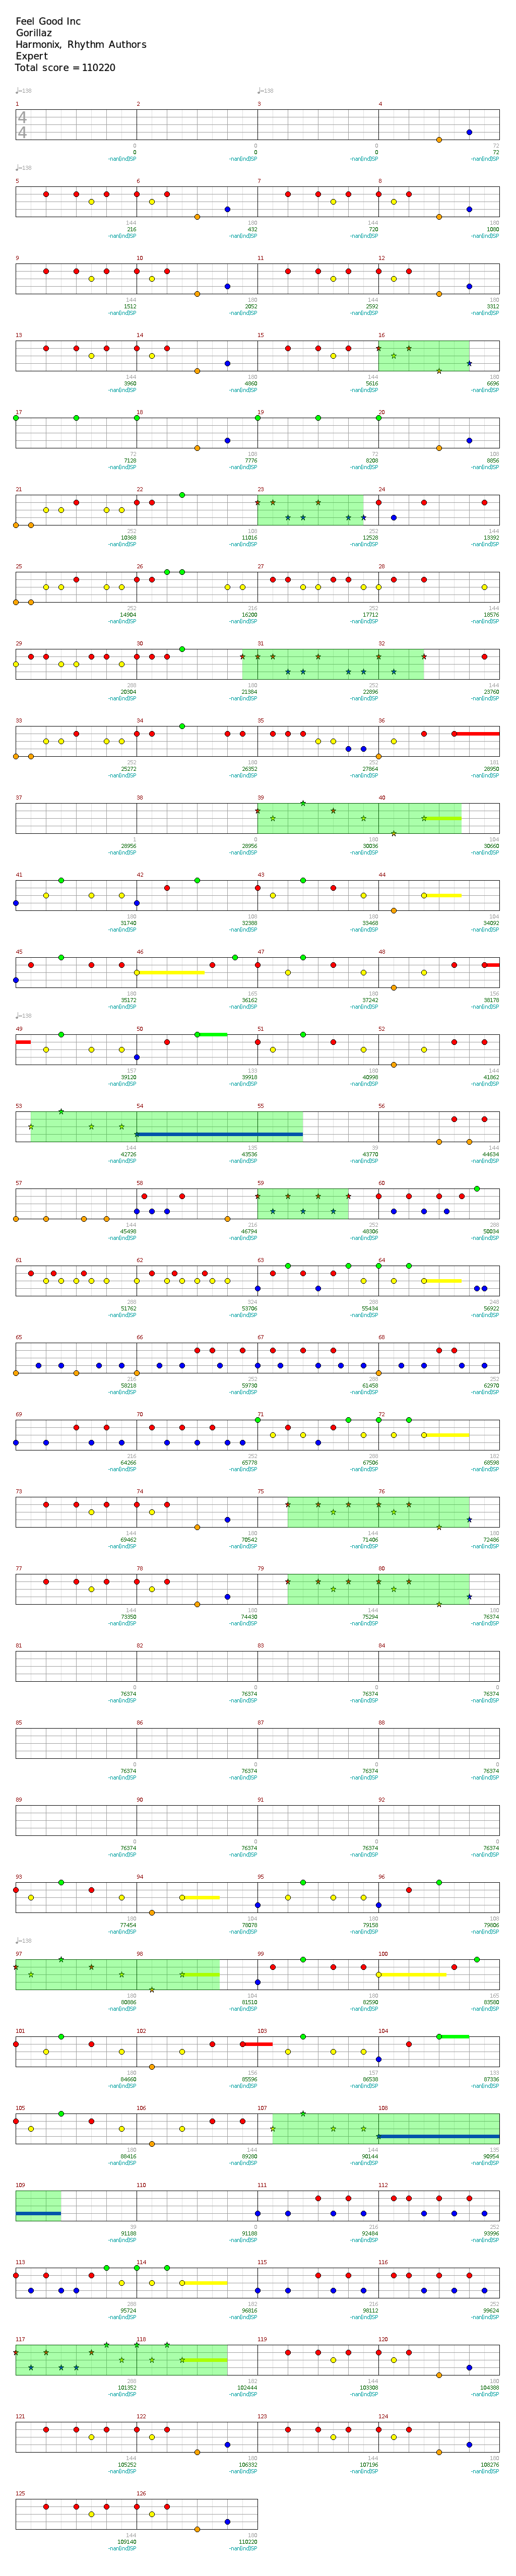 Feel Good Inc
Gorillaz
Harmonix, Rhythm Authors
Expert
Total score = 110220
♩=138 ♩=138
1 2 3 4
4
4
0 0 0 72
0 0 0 72
-nanEndBSP -nanEndBSP -nanEndBSP -nanEndBSP
♩=138
5 6 7 8
144 180 144 180
216 432 720 1080
-nanEndBSP -nanEndBSP -nanEndBSP -nanEndBSP
9 10 11 12
144 180 144 180
1512 2052 2592 3312
-nanEndBSP -nanEndBSP -nanEndBSP -nanEndBSP
13 14 15 16
144 180 144 180
3960 4860 5616 6696
-nanEndBSP -nanEndBSP -nanEndBSP -nanEndBSP
17 18 19 20
72 108 72 108
7128 7776 8208 8856
-nanEndBSP -nanEndBSP -nanEndBSP -nanEndBSP
21 22 23 24
252 108 252 144
10368 11016 12528 13392
-nanEndBSP -nanEndBSP -nanEndBSP -nanEndBSP
25 26 27 28
252 216 252 144
14904 16200 17712 18576
-nanEndBSP -nanEndBSP -nanEndBSP -nanEndBSP
29 30 31 32
288 180 252 144
20304 21384 22896 23760
-nanEndBSP -nanEndBSP -nanEndBSP -nanEndBSP
33 34 35 36
252 180 252 181
25272 26352 27864 28950
-nanEndBSP -nanEndBSP -nanEndBSP -nanEndBSP
37 38 39 40
1 0 180 104
28956 28956 30036 30660
-nanEndBSP -nanEndBSP -nanEndBSP -nanEndBSP
41 42 43 44
180 108 180 104
31740 32388 33468 34092
-nanEndBSP -nanEndBSP -nanEndBSP -nanEndBSP
45 46 47 48
180 165 180 156
35172 36162 37242 38178
-nanEndBSP -nanEndBSP -nanEndBSP -nanEndBSP
♩=138
49 50 51 52
157 133 180 144
39120 39918 40998 41862
-nanEndBSP -nanEndBSP -nanEndBSP -nanEndBSP
53 54 55 56
144 135 39 144
42726 43536 43770 44634
-nanEndBSP -nanEndBSP -nanEndBSP -nanEndBSP
57 58 59 60
144 216 252 288
45498 46794 48306 50034
-nanEndBSP -nanEndBSP -nanEndBSP -nanEndBSP
61 62 63 64
288 324 288 248
51762 53706 55434 56922
-nanEndBSP -nanEndBSP -nanEndBSP -nanEndBSP
65 66 67 68
216 252 288 252
58218 59730 61458 62970
-nanEndBSP -nanEndBSP -nanEndBSP -nanEndBSP
69 70 71 72
216 252 288 182
64266 65778 67506 68598
-nanEndBSP -nanEndBSP -nanEndBSP -nanEndBSP
73 74 75 76
144 180 144 180
69462 70542 71406 72486
-nanEndBSP -nanEndBSP -nanEndBSP -nanEndBSP
77 78 79 80
144 180 144 180
73350 74430 75294 76374
-nanEndBSP -nanEndBSP -nanEndBSP -nanEndBSP
81 82 83 84
0 0 0 0
76374 76374 76374 76374
-nanEndBSP -nanEndBSP -nanEndBSP -nanEndBSP
85 86 87 88
0 0 0 0
76374 76374 76374 76374
-nanEndBSP -nanEndBSP -nanEndBSP -nanEndBSP
89 90 91 92
0 0 0 0
76374 76374 76374 76374
-nanEndBSP -nanEndBSP -nanEndBSP -nanEndBSP
93 94 95 96
180 104 180 108
77454 78078 79158 79806
-nanEndBSP -nanEndBSP -nanEndBSP -nanEndBSP
♩=138
97 98 99 100
180 104 180 165
80886 81510 82590 83580
-nanEndBSP -nanEndBSP -nanEndBSP -nanEndBSP
101 102 103 104
180 156 157 133
84660 85596 86538 87336
-nanEndBSP -nanEndBSP -nanEndBSP -nanEndBSP
105 106 107 108
180 144 144 135
88416 89280 90144 90954
-nanEndBSP -nanEndBSP -nanEndBSP -nanEndBSP
109 110 111 112
39 0 216 252
91188 91188 92484 93996
-nanEndBSP -nanEndBSP -nanEndBSP -nanEndBSP
113 114 115 116
288 182 216 252
95724 96816 98112 99624
-nanEndBSP -nanEndBSP -nanEndBSP -nanEndBSP
117 118 119 120
288 182 144 180
101352 102444 103308 104388
-nanEndBSP -nanEndBSP -nanEndBSP -nanEndBSP
121 122 123 124
144 180 144 180
105252 106332 107196 108276
-nanEndBSP -nanEndBSP -nanEndBSP -nanEndBSP
125 126
144 180
109140 110220
-nanEndBSP -nanEndBSP